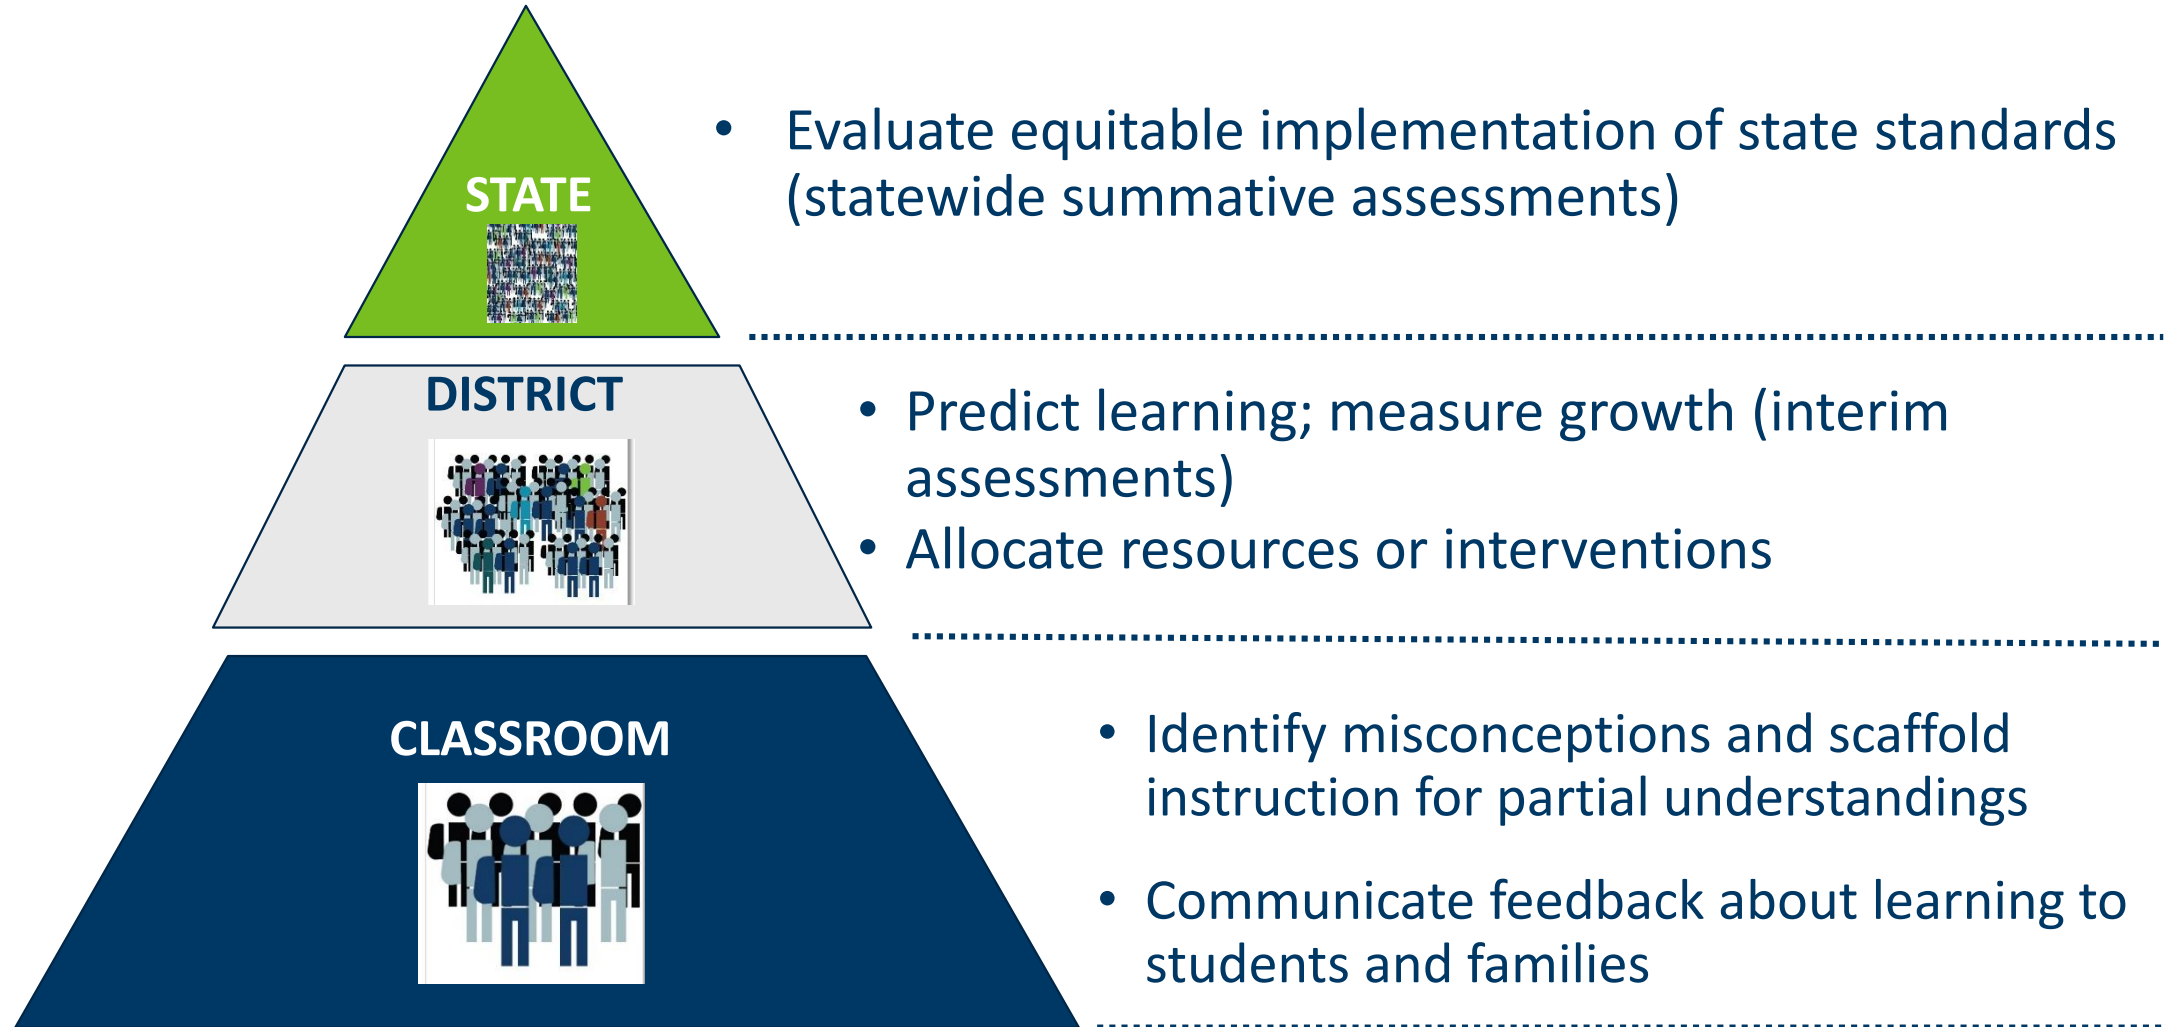 STATE
• Evaluate equitable implementation of state standards
(statewide summative assessments)
DISTRICT
• Predict learning; measure growth (interim
assessments)
• Allocate resources or interventions
CLASSROOM
• Identify misconceptions and scaffold
instruction for partial understandings
• Communicate feedback about learning to
students and families